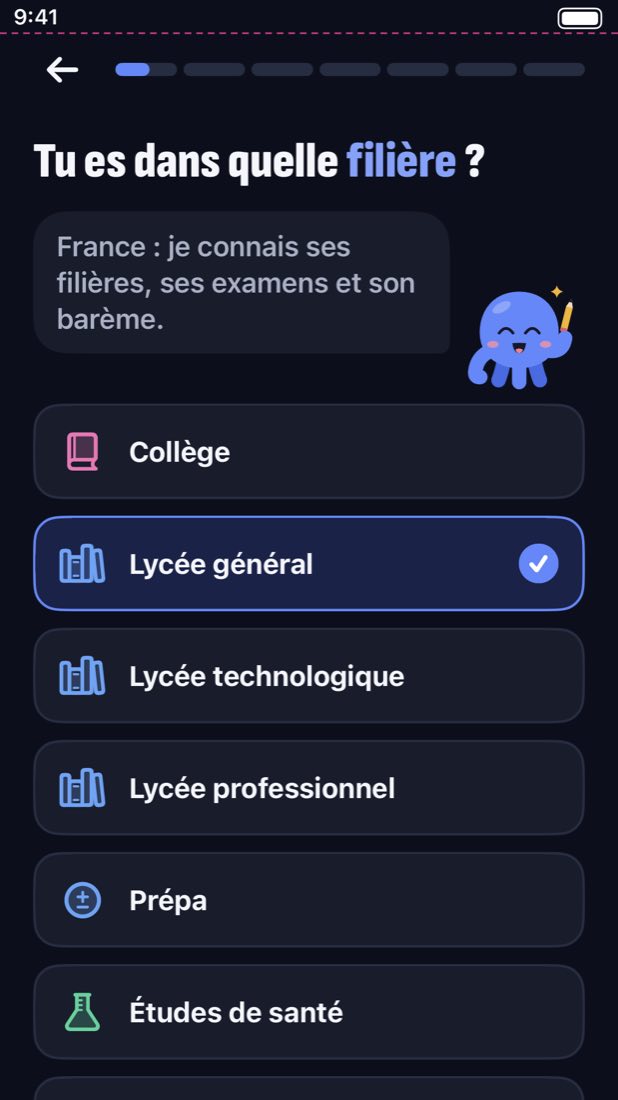 9:41
Tu es dans quelle filière ?
France : je connais ses
filières, ses examens et son
barème.
Collège
Lycée général
Lycée technologique
Lycée professionnel
Prépa
Études de santé